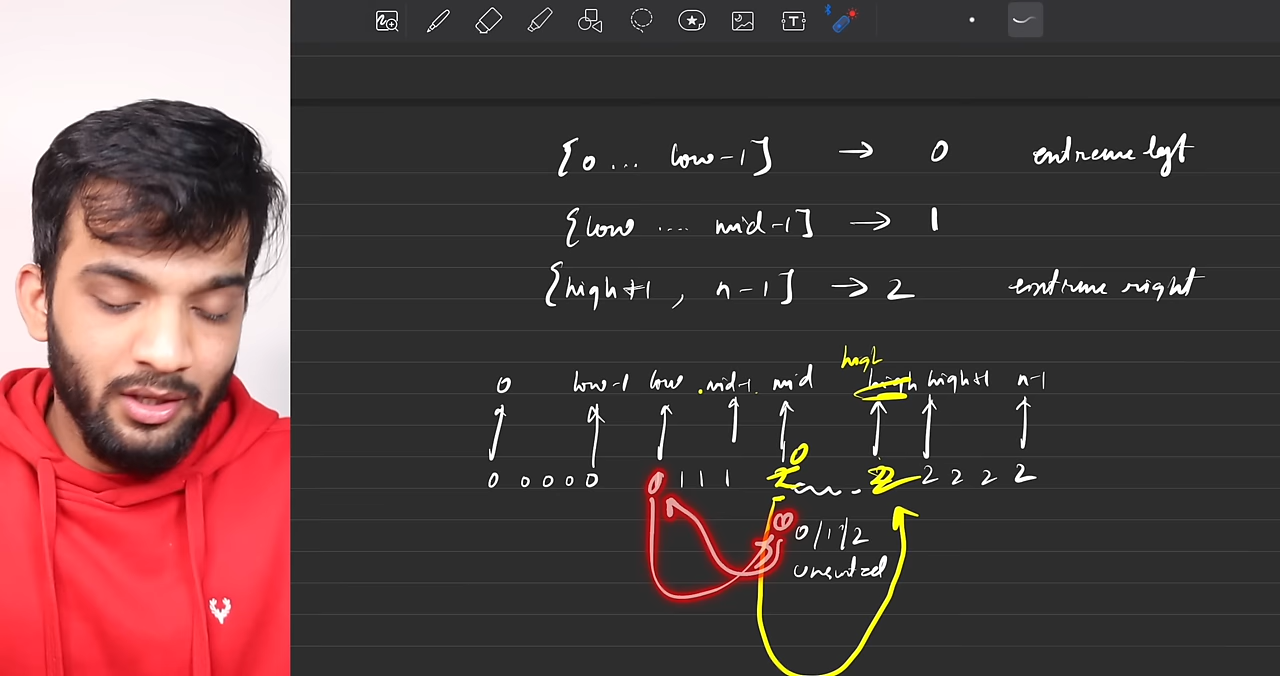 [0 ... low-1] → 0 extreme left
[low .... mid-1] → 1
[high+1 , n-1] → 2 extreme right
high
0 low-1 low mid-1 mid high high+1 n-1
0
0 0 0 0 0 0 1 1 1 2 2 2 2 2 2
0 0/1/2
unsorted